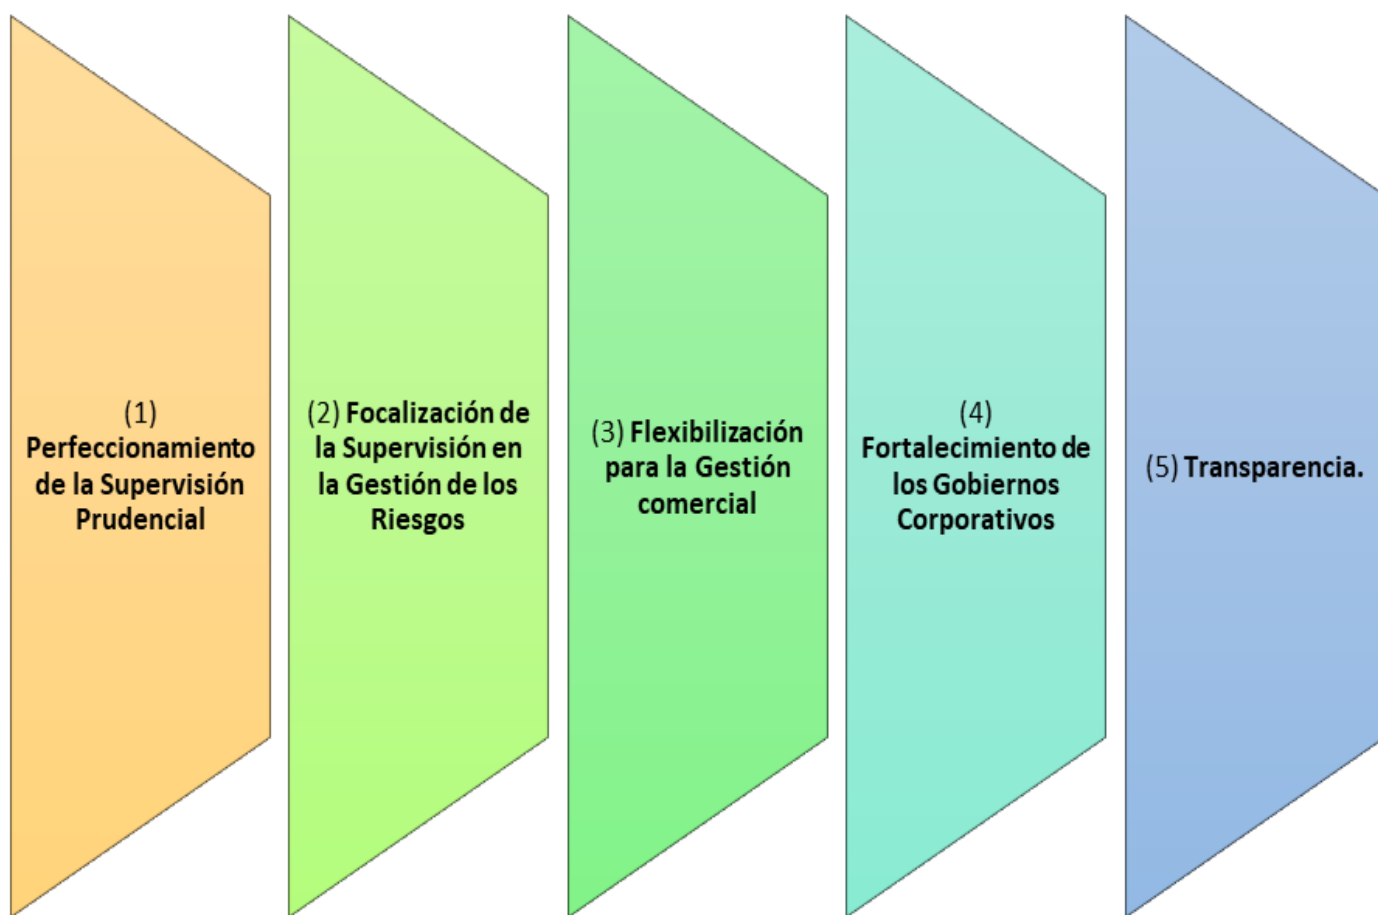 (1)
Perfeccionamiento
de la Supervisión
Prudencial
(2) Focalización de
la Supervisión en
la Gestión de los
Riesgos
(3) Flexibilización
para la Gestión
comercial
(4)
Fortalecimiento de
los Gobiernos
Corporativos
(5) Transparencia.